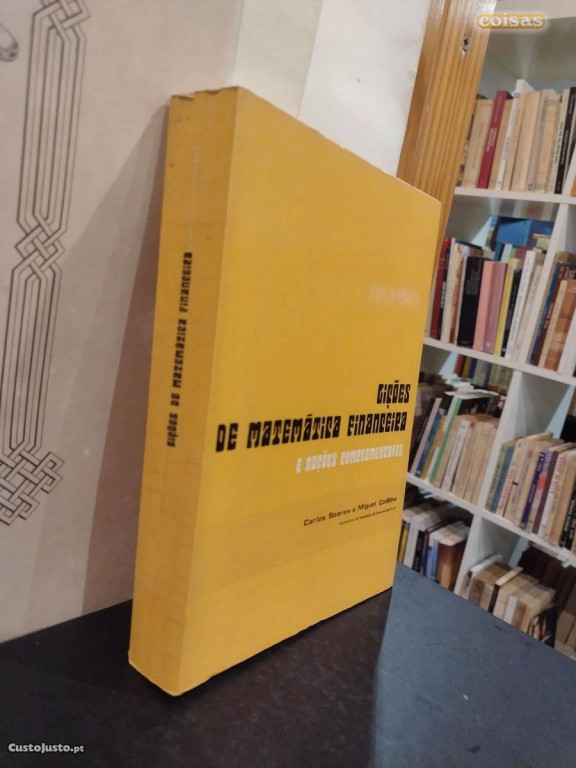 coisas
LIÇÕES DE MATEMÁTICA FINANCEIRA
LIÇÕES
DE MATEMÁTICA FINANCEIRA
E NOÇÕES COMPLEMENTARES
Carlos Soares e Miguel Coelho
CustoJusto.pt